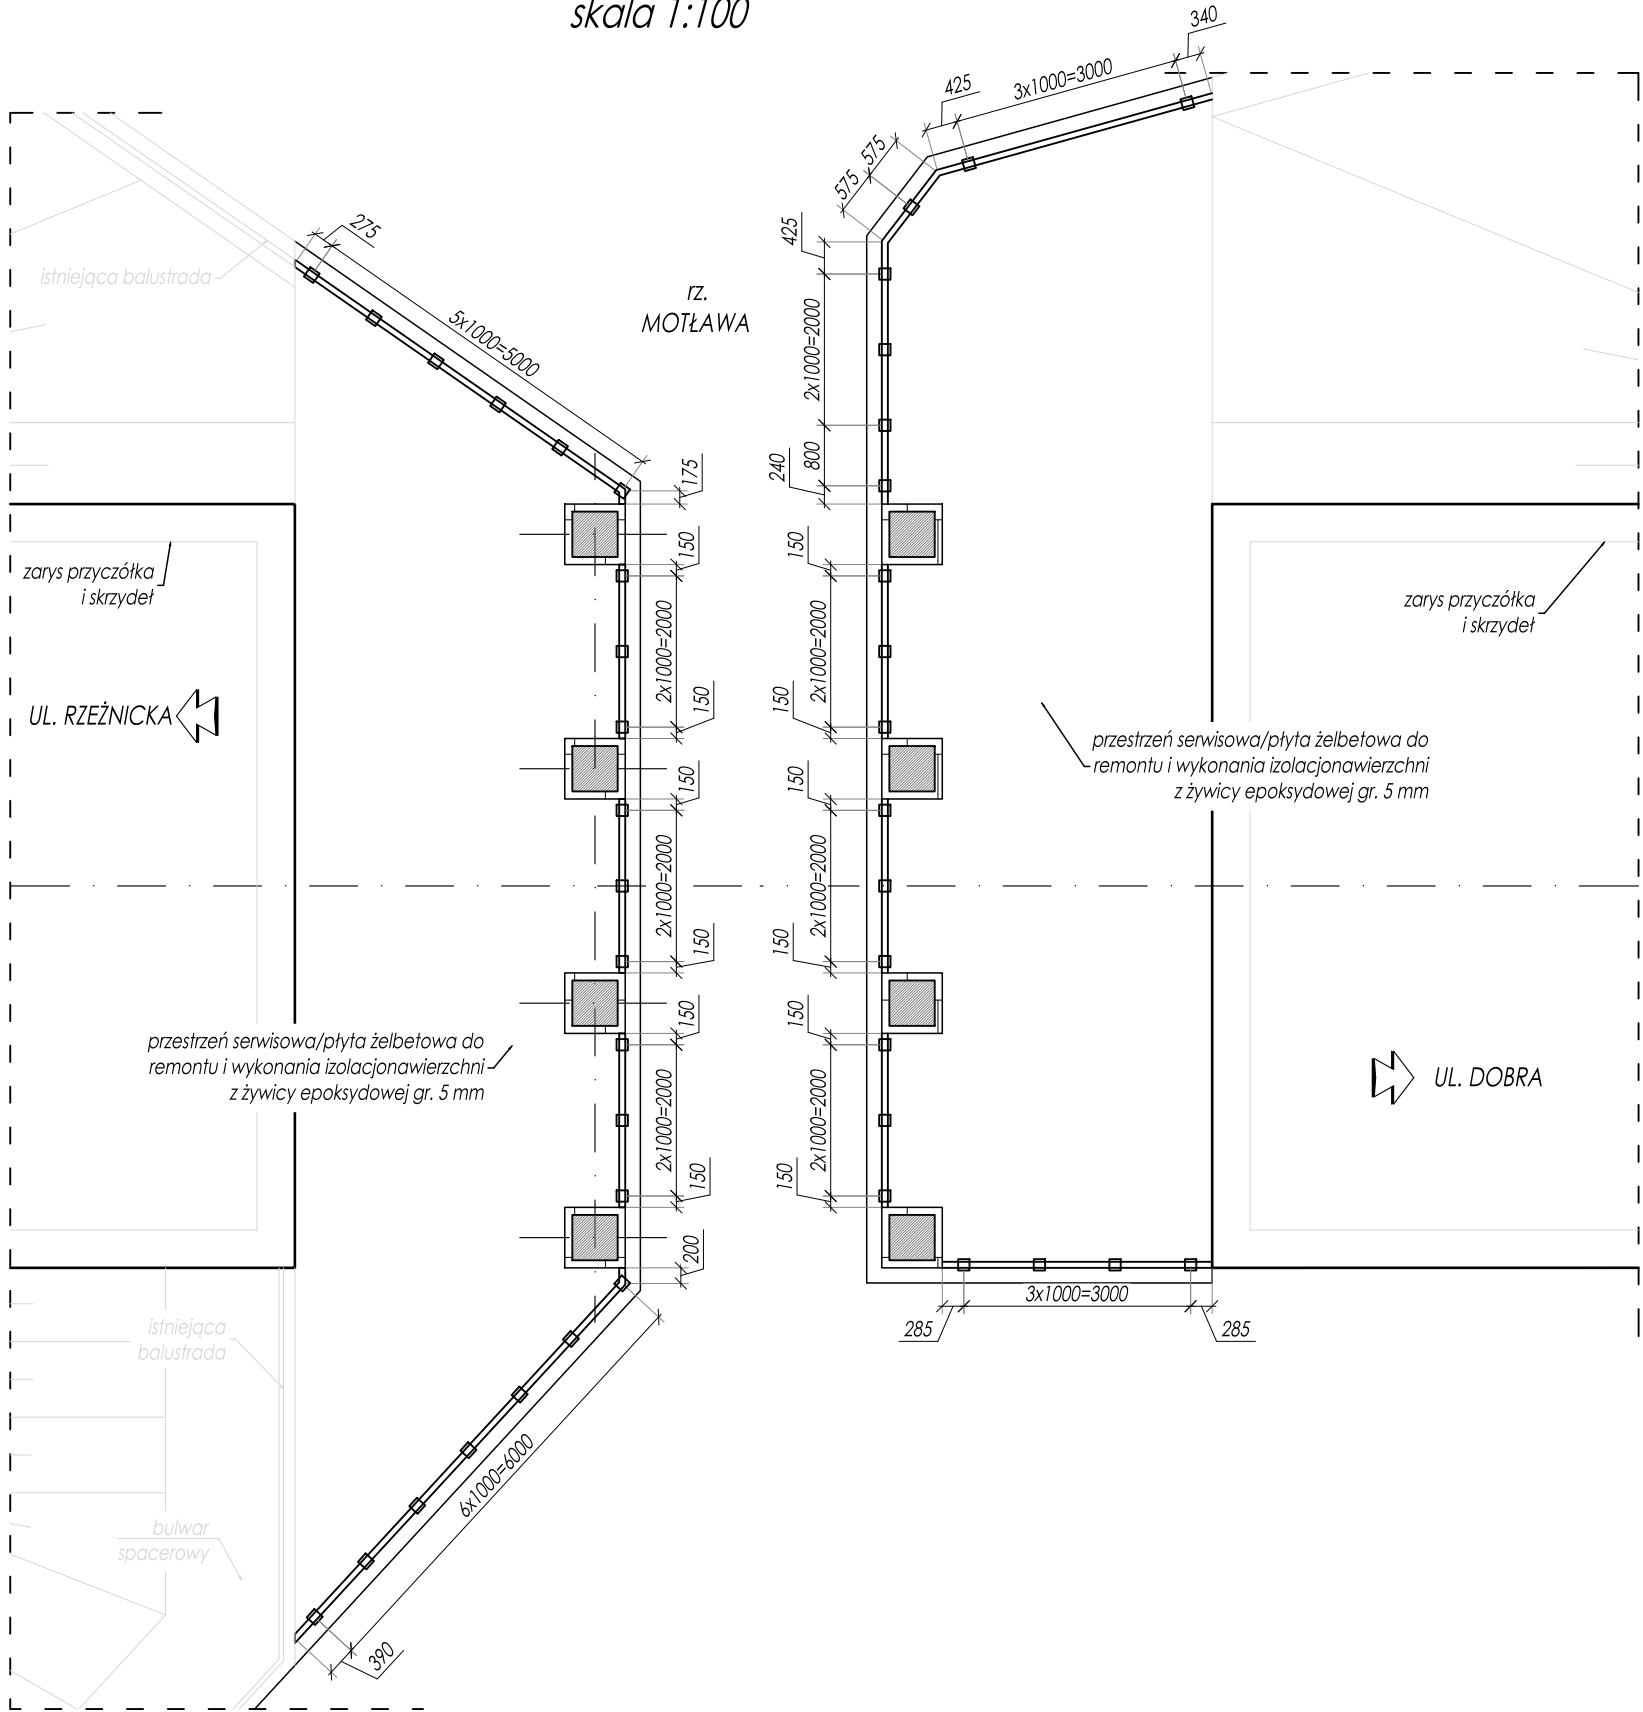 skala 1:100
340
425
3x1000=3000
575
575
275
425
istniejąca balustrada
rz.
MOTŁAWA
5x1000=5000
2x1000=2000
240
800
175
150
150
zarys przyczółka
i skrzydeł
zarys przyczółka
i skrzydeł
2x1000=2000
2x1000=2000
150
150
UL. RZEŻNICKA
przestrzeń serwisowa/płyta żelbetowa do
remontu i wykonania izolacjonawierzchni
z żywicy epoksydowej gr. 5 mm
150
150
2x1000=2000
2x1000=2000
150
150
150
150
przestrzeń serwisowa/płyta żelbetowa do
remontu i wykonania izolacjonawierzchni
z żywicy epoksydowej gr. 5 mm
UL. DOBRA
2x1000=2000
2x1000=2000
150
150
200
3x1000=3000
285
285
istniejąca
balustrada
6x1000=6000
bulwar
spacerowy
390